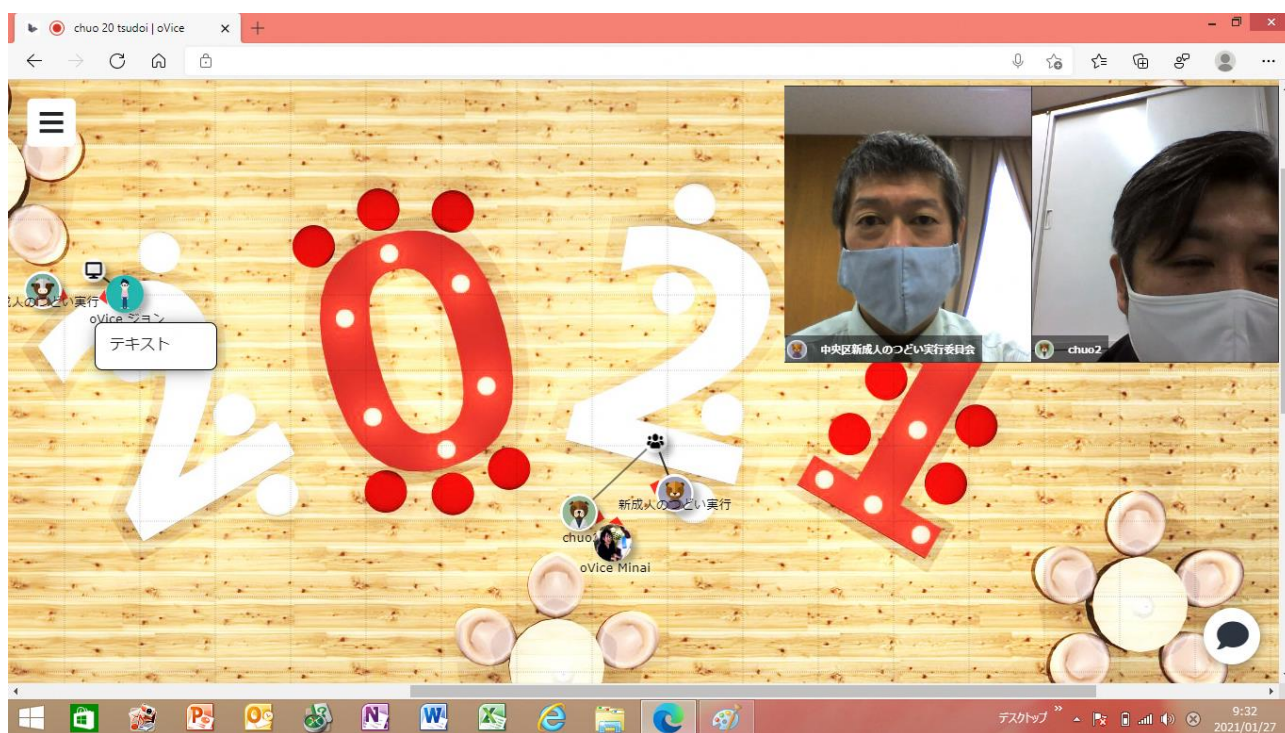 chuo 20 tsudoi | oVice
2021
中央区新成人のつどい実行委員会
chuo2
成人のつどい実行
oVice ジョン
テキスト
新成人のつどい実行
chuo
oVice Minai
デスクトップ
9:32
2021/01/27